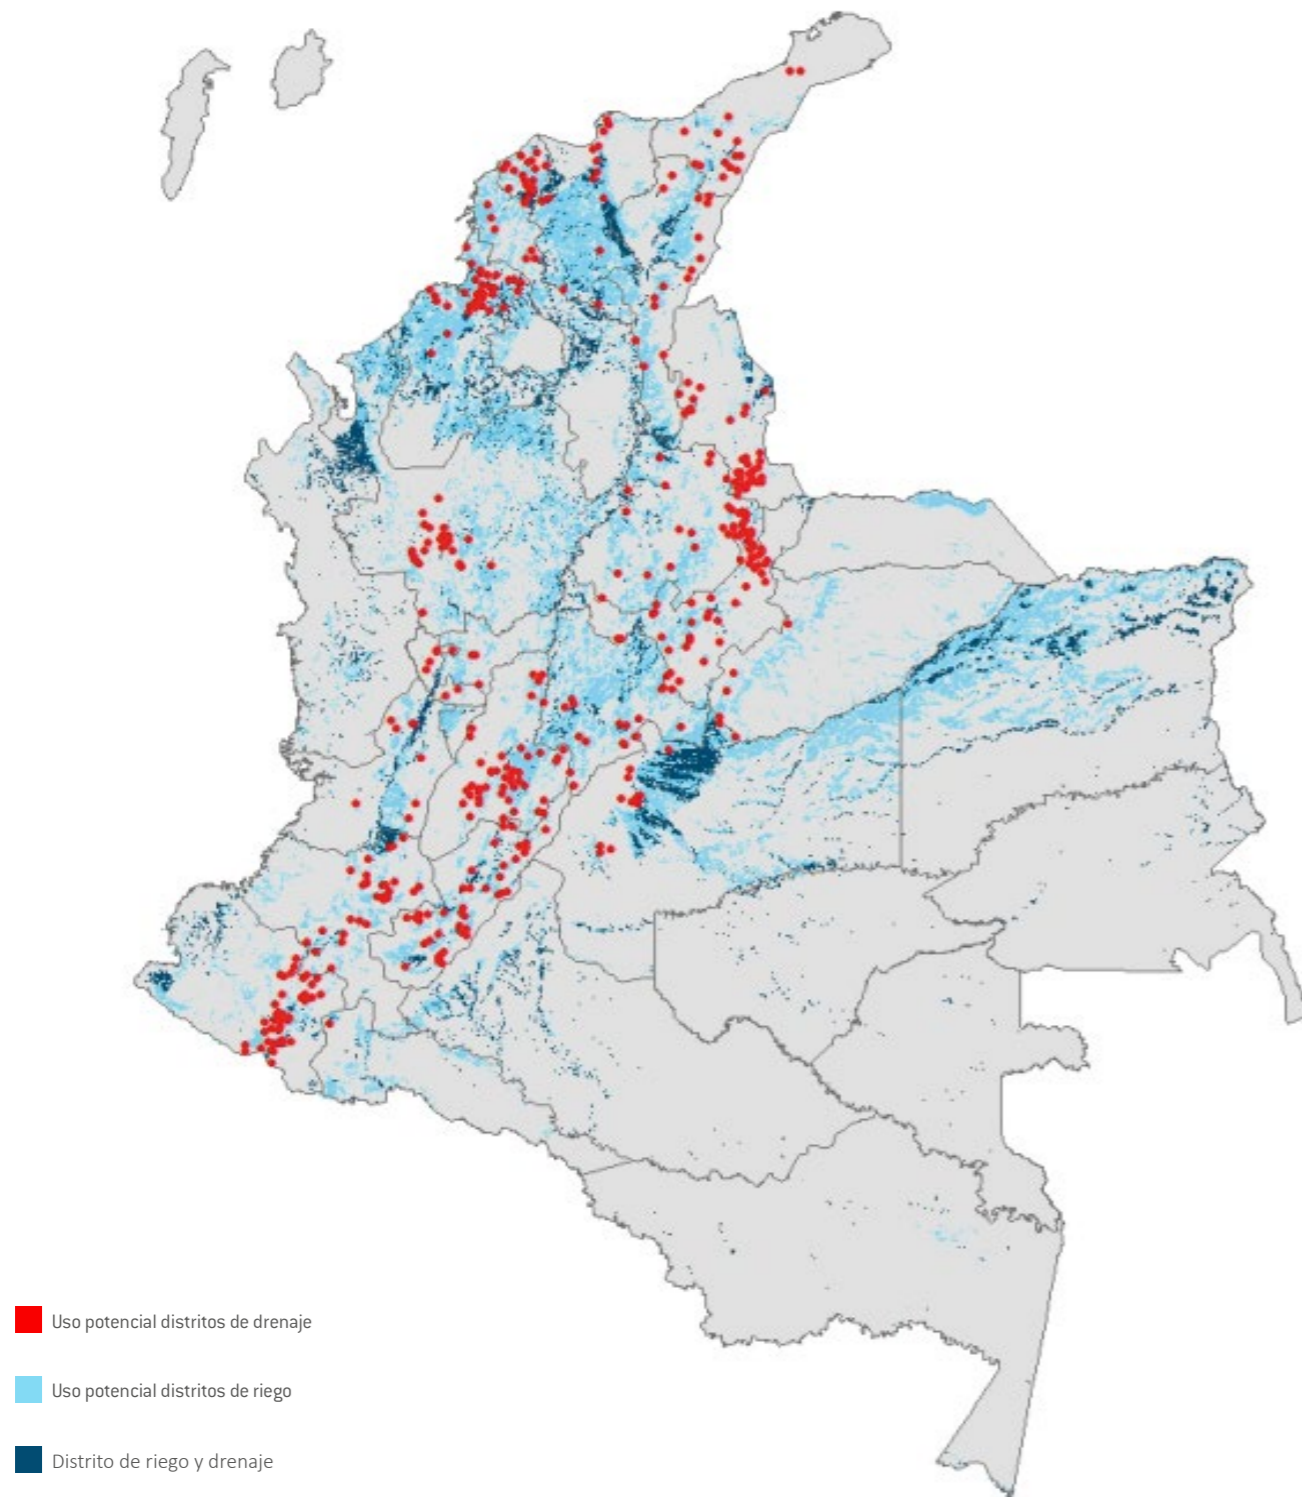 Uso potencial distritos de drenaje
Uso potencial distritos de riego
Distrito de riego y drenaje